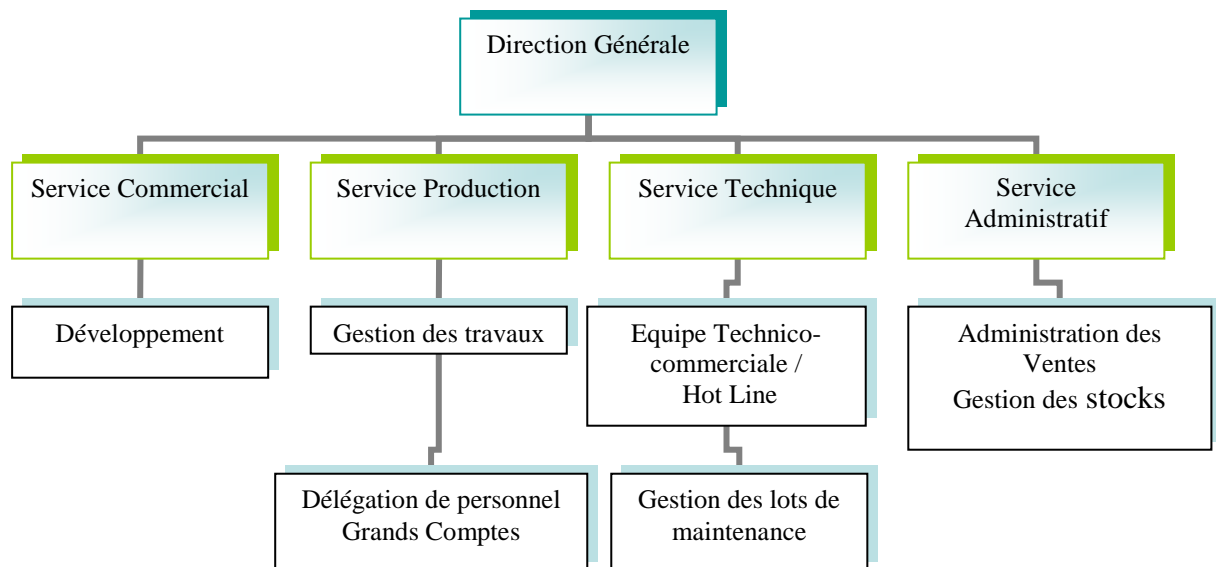 Direction Générale
Service Commercial
Service Production
Service Technique
Service
Administratif
Développement
Gestion des travaux
Equipe Technico-
commerciale /
Hot Line
Administration des
Ventes
Gestion des stocks
Délégation de personnel
Grands Comptes
Gestion des lots de
maintenance